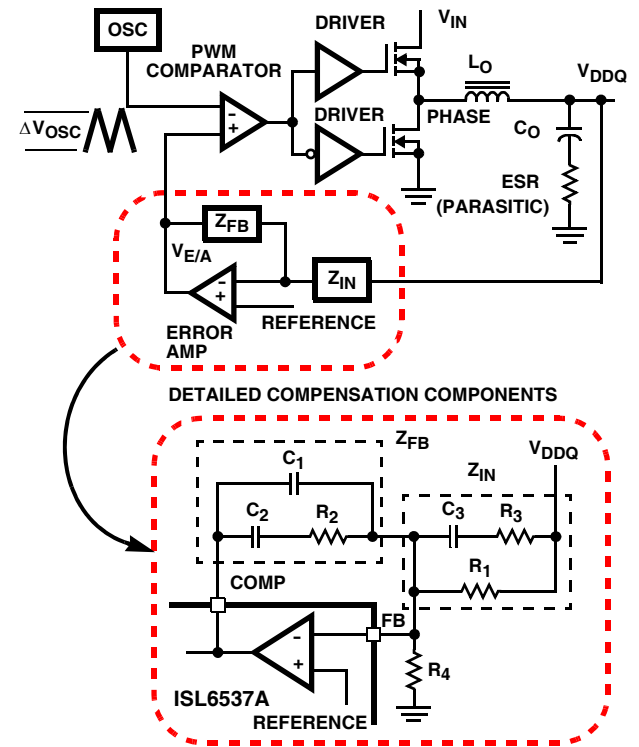 OSC
PWM
COMPARATOR
DRIVER
DRIVER
VIN
LO
VDDQ
PHASE
CO
ESR
(PARASITIC)
ΔVOSC
-
+
ZFB
VE/A
ZIN
-
+
REFERENCE
ERROR
AMP
DETAILED COMPENSATION COMPONENTS
ZFB
VDDQ
ZIN
C1
C2
R2
C3
R3
R1
COMP
FB
-
+
R4
ISL6537A
REFERENCE